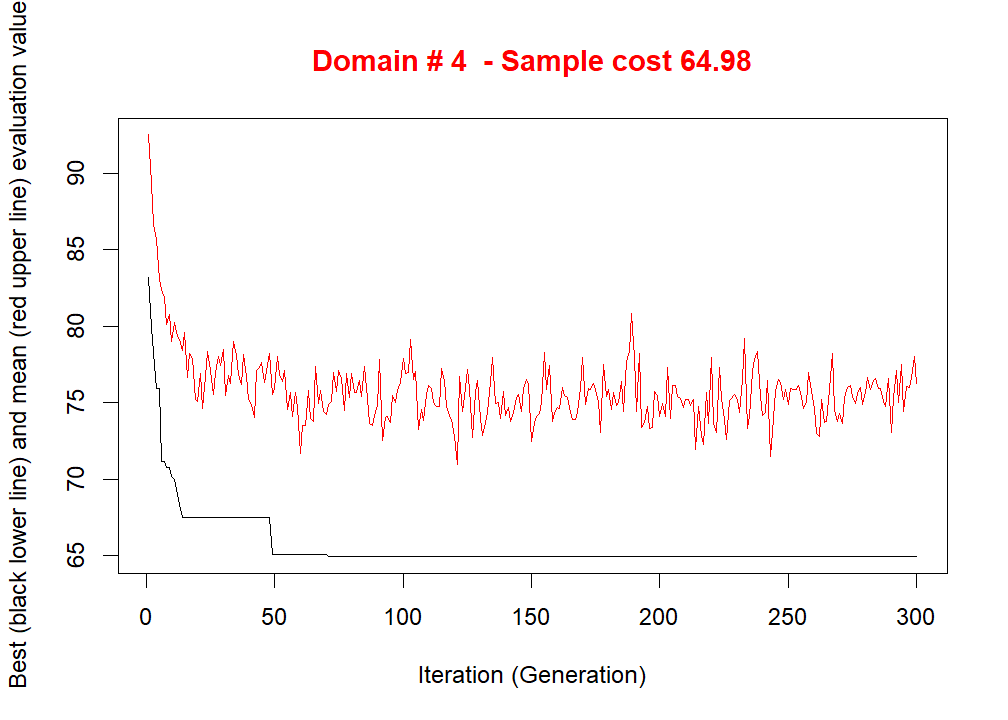 Domain # 4  - Sample cost 64.98
Best (black lower line) and mean (red upper line) evaluation value
90
85
80
75
70
65
0 50 100 150 200 250 300
Iteration (Generation)